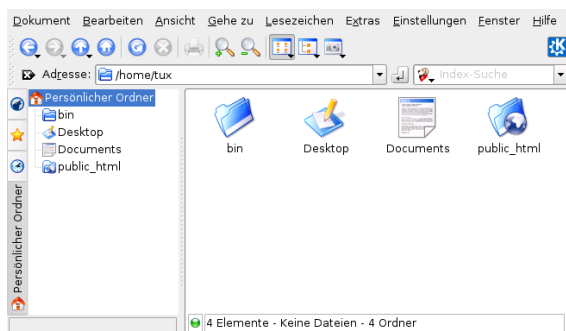 Dokument Bearbeiten Ansicht Gehe zu Lesezeichen Extras Einstellungen Fenster Hilfe
Adresse: /home/tux Index-Suche
Persönlicher Ordner
bin
Desktop
Documents
public_html
bin Desktop Documents public_html
Persönlicher Ordner
4 Elemente - Keine Dateien - 4 Ordner